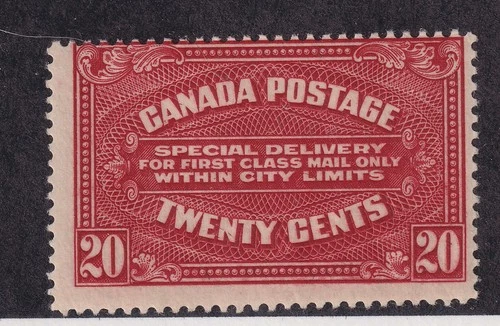 CANADA POSTAGE
SPECIAL DELIVERY
FOR FIRST CLASS MAIL ONLY
WITHIN CITY LIMITS
TWENTY CENTS
20 20